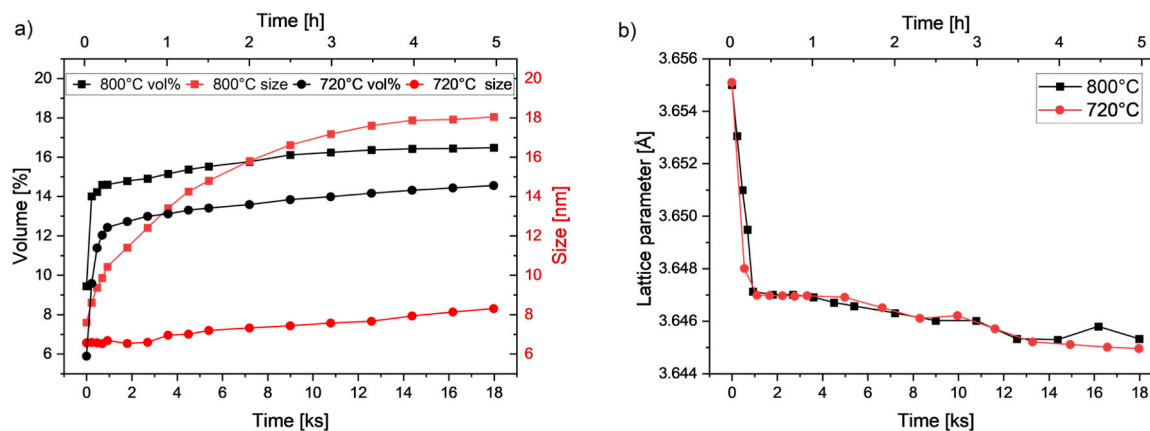 a)
Time [h]
0 1 2 3 4 5
800°C vol% 800°C size 720°C vol% 720°C size
Volume [%]
20
18
16
14
12
10
8
6
Size [nm]
20
18
16
14
12
10
8
6
0 2 4 6 8 10 12 14 16 18
Time [ks]
b)
Time [h]
0 1 2 3 4 5
800°C
720°C
Lattice parameter [Å]
3.656
3.654
3.652
3.650
3.648
3.646
3.644
0 2 4 6 8 10 12 14 16 18
Time [ks]